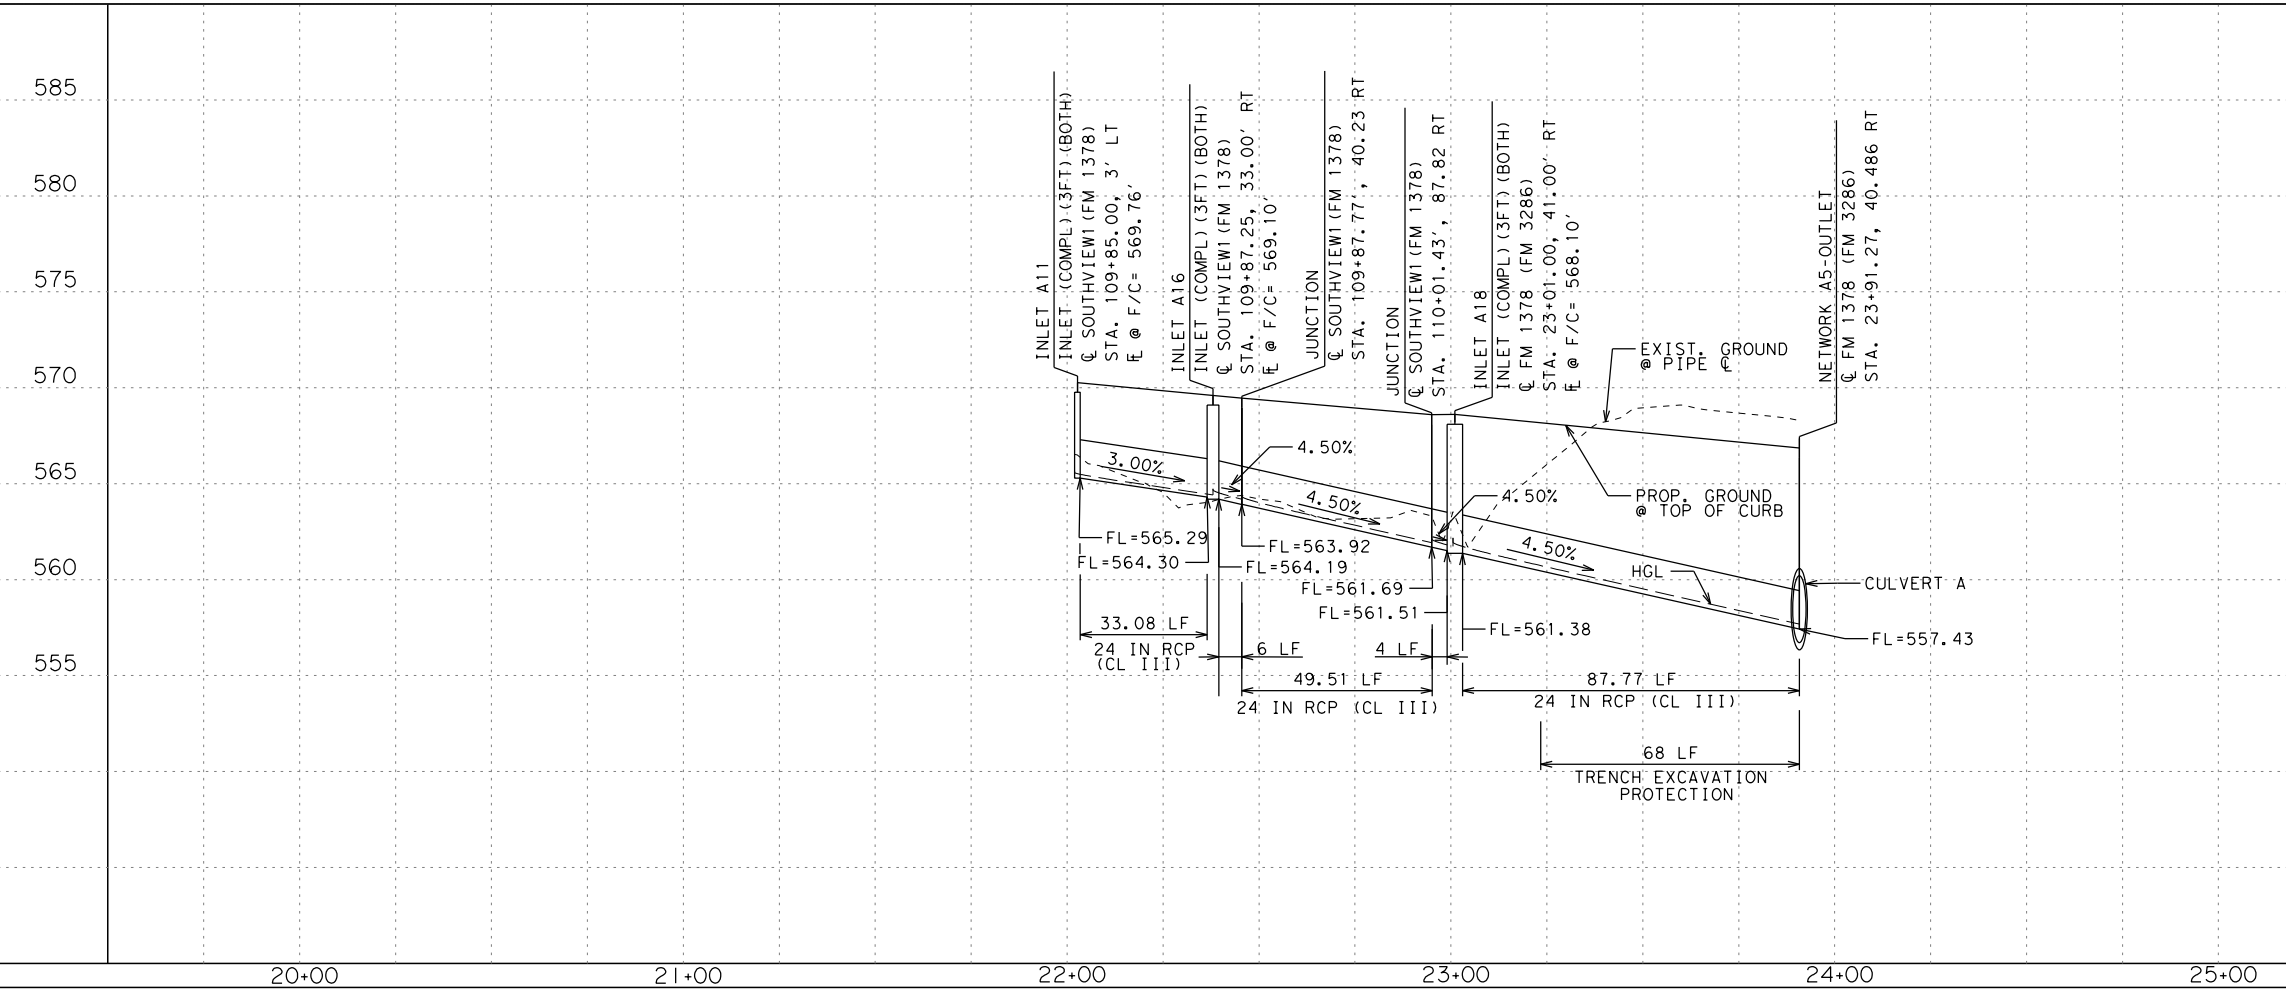 585
580
575
570
565
560
555
INLET A11
INLET (COMPL)(3FT)(BOTH)
℄ SOUTHVIEW1(FM 1378)
STA. 109+85.00, 3' LT
FL @ F/C= 569.76'
INLET A16
INLET (COMPL)(3FT)(BOTH)
℄ SOUTHVIEW1(FM 1378)
STA. 109+87.25, 33.00' RT
FL @ F/C= 569.10'
JUNCTION
℄ SOUTHVIEW1(FM 1378)
STA. 109+87.77', 40.23 RT
JUNCTION
℄ SOUTHVIEW1(FM 1378)
STA. 110+01.43', 87.82 RT
INLET A18
INLET (COMPL)(3FT)(BOTH)
℄ FM 1378 (FM 3286)
STA. 23+01.00, 41.00' RT
FL @ F/C= 568.10'
NETWORK A5-OUTLET
℄ FM 1378 (FM 3286)
STA. 23+91.27, 40.486 RT
EXIST. GROUND
@ PIPE ℄
PROP. GROUND
@ TOP OF CURB
3.00%
4.50%
4.50%
4.50%
4.50%
HGL
CULVERT A
FL=565.29
FL=564.30
FL=563.92
FL=564.19
FL=561.69
FL=561.51
FL=561.38
FL=557.43
33.08 LF
24 IN RCP
(CL III)
6 LF
4 LF
49.51 LF
24 IN RCP (CL III)
87.77 LF
24 IN RCP (CL III)
68 LF
TRENCH EXCAVATION
PROTECTION
20+00
21+00
22+00
23+00
24+00
25+00